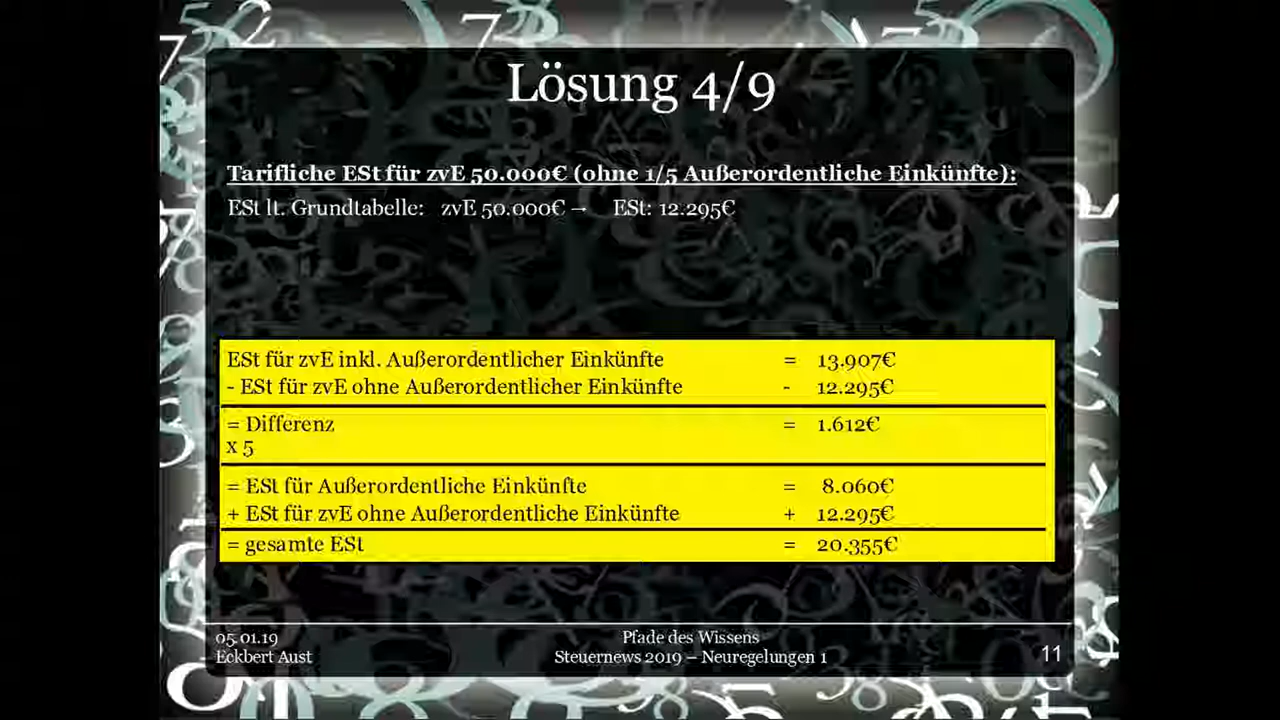 Lösung 4/9
Tarifliche ESt für zvE 50.000€ (ohne 1/5 Außerordentliche Einkünfte):
ESt lt. Grundtabelle: zvE 50.000€ → ESt: 12.295€
ESt für zvE inkl. Außerordentlicher Einkünfte = 13.907€
- ESt für zvE ohne Außerordentlicher Einkünfte - 12.295€
= Differenz = 1.612€
x 5
= ESt für Außerordentliche Einkünfte = 8.060€
+ ESt für zvE ohne Außerordentliche Einkünfte + 12.295€
= gesamte ESt = 20.355€
05.01.19 Pfade des Wissens
Eckbert Aust Steuernews 2019 – Neuregelungen 1 11